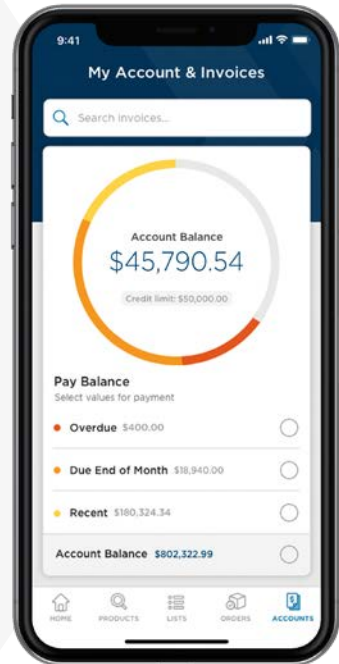 9:41
My Account & Invoices
Search invoices...
Account Balance
$45,790.54
Credit limit: $50,000.00
Pay Balance
Select values for payment
Overdue $400.00
Due End of Month $18,940.00
Recent $180,324.34
Account Balance $802,322.99
HOME PRODUCTS LISTS ORDERS ACCOUNTS